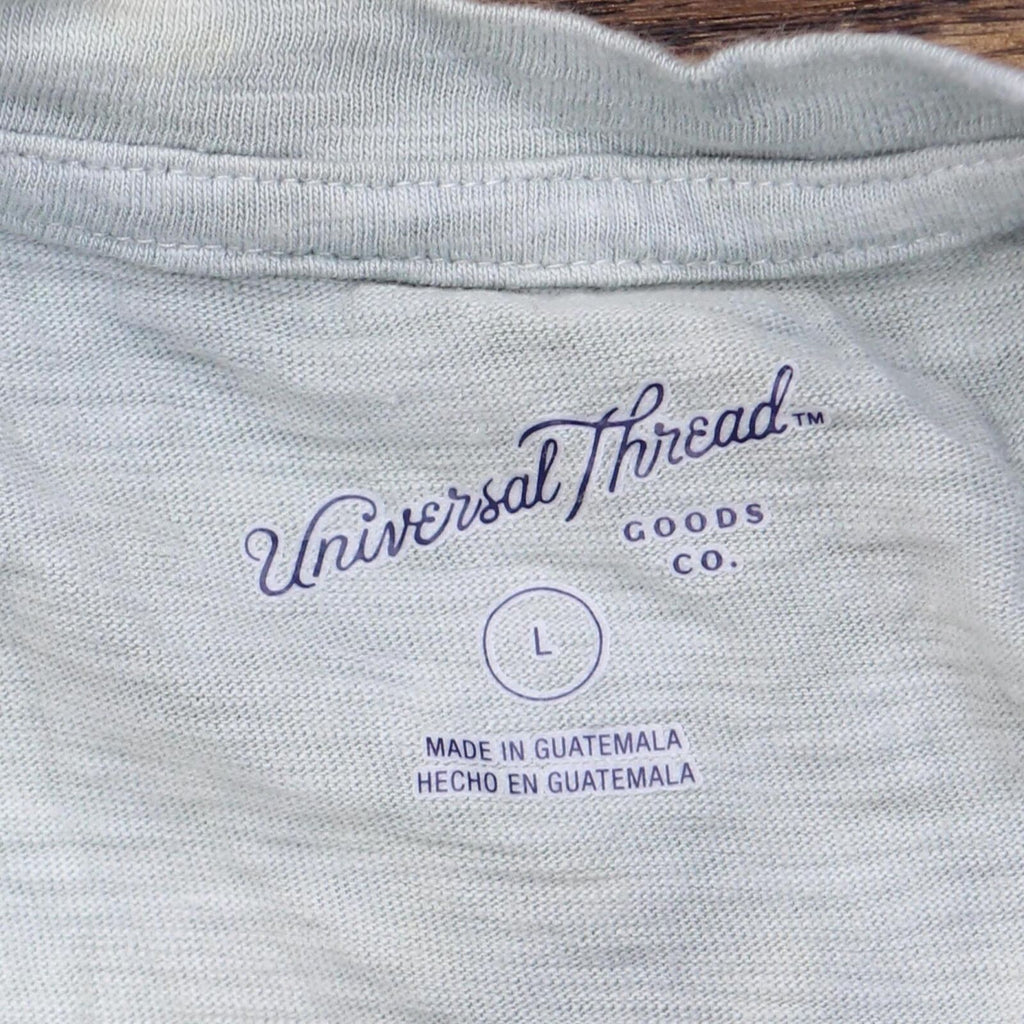 Universal Thread™
GOODS
CO.
L
MADE IN GUATEMALA
HECHO EN GUATEMALA